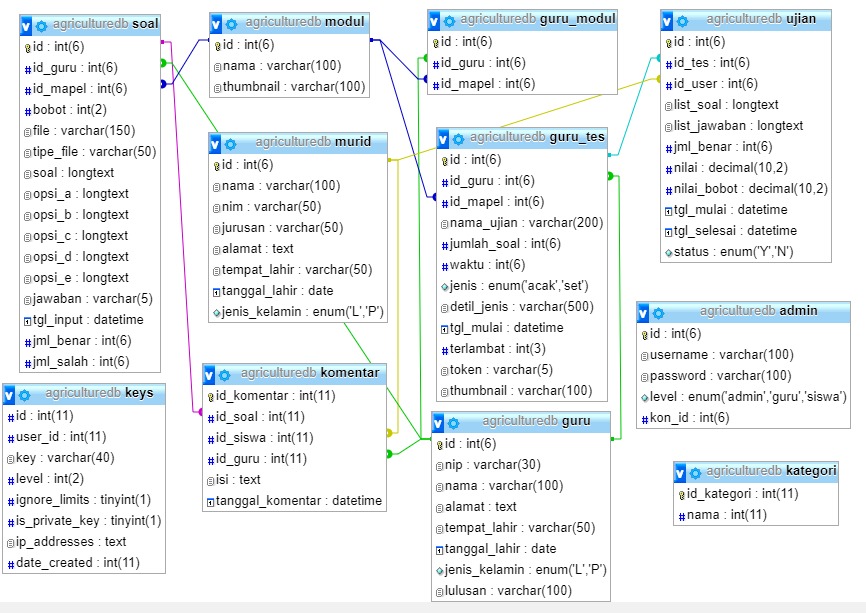 agriculturedb soal
id : int(6)
id_guru : int(6)
id_mapel : int(6)
bobot : int(2)
file : varchar(150)
tipe_file : varchar(50)
soal : longtext
opsi_a : longtext
opsi_b : longtext
opsi_c : longtext
opsi_d : longtext
opsi_e : longtext
jawaban : varchar(5)
tgl_input : datetime
jml_benar : int(6)
jml_salah : int(6)
agriculturedb keys
id : int(11)
user_id : int(11)
key : varchar(40)
level : int(2)
ignore_limits : tinyint(1)
is_private_key : tinyint(1)
ip_addresses : text
date_created : int(11)
agriculturedb modul
id : int(6)
nama : varchar(100)
thumbnail : varchar(100)
agriculturedb murid
id : int(6)
nama : varchar(100)
nim : varchar(50)
jurusan : varchar(50)
alamat : text
tempat_lahir : varchar(50)
tanggal_lahir : date
jenis_kelamin : enum('L','P')
agriculturedb komentar
id_komentar : int(11)
id_soal : int(11)
id_siswa : int(11)
id_guru : int(11)
isi : text
tanggal_komentar : datetime
agriculturedb guru_modul
id : int(6)
id_guru : int(6)
id_mapel : int(6)
agriculturedb guru_tes
id : int(6)
id_guru : int(6)
id_mapel : int(6)
nama_ujian : varchar(200)
jumlah_soal : int(6)
waktu : int(6)
jenis : enum('acak','set')
detil_jenis : varchar(500)
tgl_mulai : datetime
terlambat : int(3)
token : varchar(5)
thumbnail : varchar(100)
agriculturedb guru
id : int(6)
nip : varchar(30)
nama : varchar(100)
alamat : text
tempat_lahir : varchar(50)
tanggal_lahir : date
jenis_kelamin : enum('L','P')
lulusan : varchar(100)
agriculturedb ujian
id : int(6)
id_tes : int(6)
id_user : int(6)
list_soal : longtext
list_jawaban : longtext
jml_benar : int(6)
nilai : decimal(10,2)
nilai_bobot : decimal(10,2)
tgl_mulai : datetime
tgl_selesai : datetime
status : enum('Y','N')
agriculturedb admin
id : int(6)
username : varchar(100)
password : varchar(100)
level : enum('admin','guru','siswa')
kon_id : int(6)
agriculturedb kategori
id_kategori : int(11)
nama : int(11)